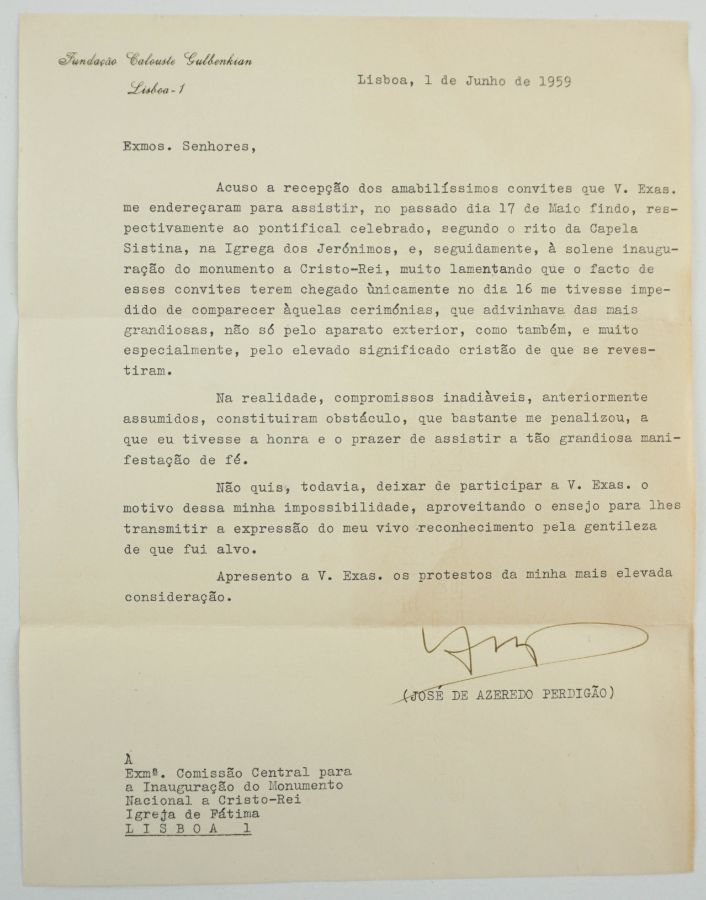 Fundação Calouste Gulbenkian
Lisboa-1
Lisboa, 1 de Junho de 1959
Exmos. Senhores,
Acuso a recepção dos amabilíssimos convites que V. Exas.
me endereçaram para assistir, no passado dia 17 de Maio findo, res-
pectivamente ao pontifical celebrado, segundo o rito da Capela
Sistina, na Igrega dos Jerónimos, e, seguidamente, à solene inaugu-
ração do monumento a Cristo-Rei, muito lamentando que o facto de
esses convites terem chegado ùnicamente no dia 16 me tivesse impe-
dido de comparecer àquelas cerimónias, que adivinhava das mais
grandiosas, não só pelo aparato exterior, como também, e muito
especialmente, pelo elevado significado cristão de que se reves-
tiram.
Na realidade, compromissos inadiàveis, anteriormente
assumidos, constituiram obstáculo, que bastante me penalizou, a
que eu tivesse a honra e o prazer de assistir a tão grandiosa mani-
festação de fé.
Não quis, todavia, deixar de participar a V. Exas. o
motivo dessa minha impossibilidade, aproveitando o ensejo para lhes
transmitir a expressão do meu vivo reconhecimento pela gentileza
de que fui alvo.
Apresento a V. Exas. os protestos da minha mais elevada
consideração.
(JOSÉ DE AZEREDO PERDIGÃO)
À
Exmª. Comissão Central para
a Inauguração do Monumento
Nacional a Cristo-Rei
Igreja de Fátima
L I S B O A 1